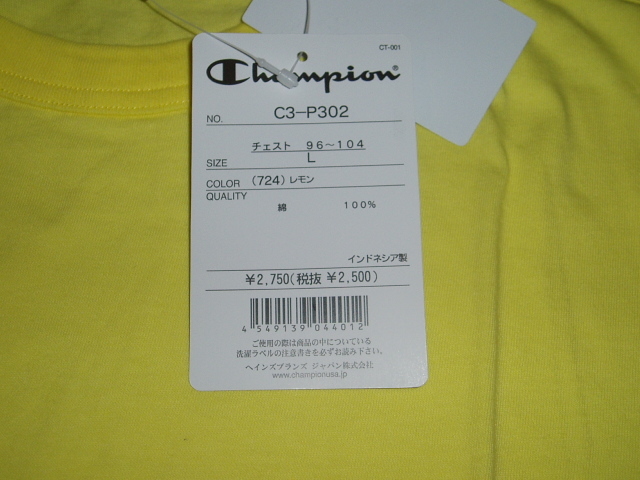 CT-001
Champion®
NO. C3-P302
チェスト 96~104
SIZE L
COLOR (724)レモン
QUALITY
綿 100%
インドネシア製
¥2,750(税抜 ¥2,500)
4 549139 044012
ご使用の際は商品の中についている
洗濯ラベルの注意書きを必ずお読み下さい。
ヘインズブランズ ジャパン株式会社
www.championusa.jp